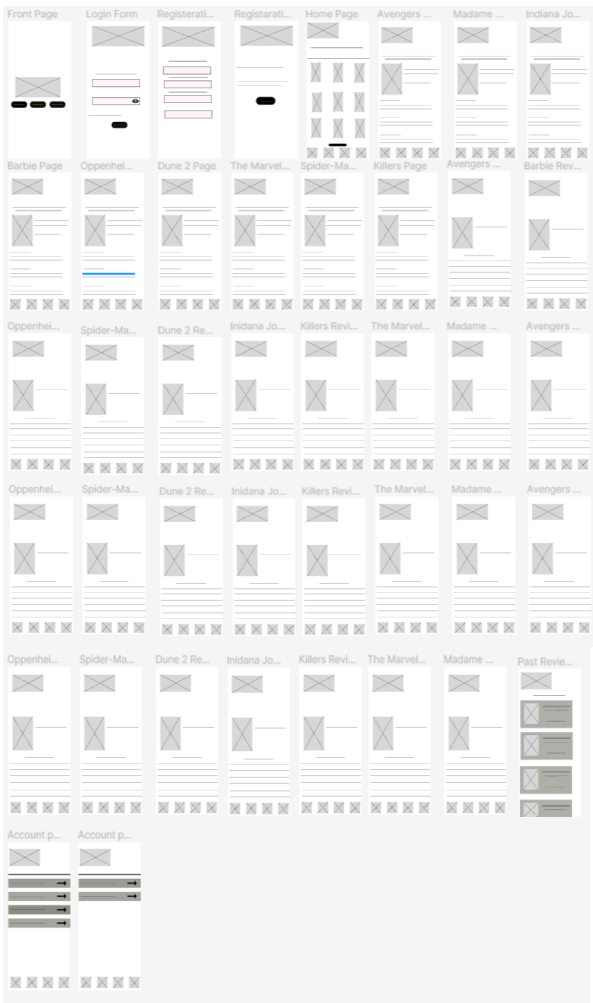 Front Page
Login Form
Registerati...
Registarati...
Home Page
Avengers ...
Madame ...
Indiana Jo...
Barbie Page
Oppenhei...
Dune 2 Page
The Marvel...
Spider-Ma...
Killers Page
Avengers ...
Barbie Rev...
Oppenhei...
Spider-Ma...
Dune 2 Re...
Inidana Jo...
Killers Revi...
The Marvel...
Madame ...
Avengers ...
Oppenhei...
Spider-Ma...
Dune 2 Re...
Inidana Jo...
Killers Revi...
The Marvel...
Madame ...
Avengers ...
Oppenhei...
Spider-Ma...
Dune 2 Re...
Inidana Jo...
Killers Revi...
The Marvel...
Madame ...
Past Revie...
Account p...
Account p...